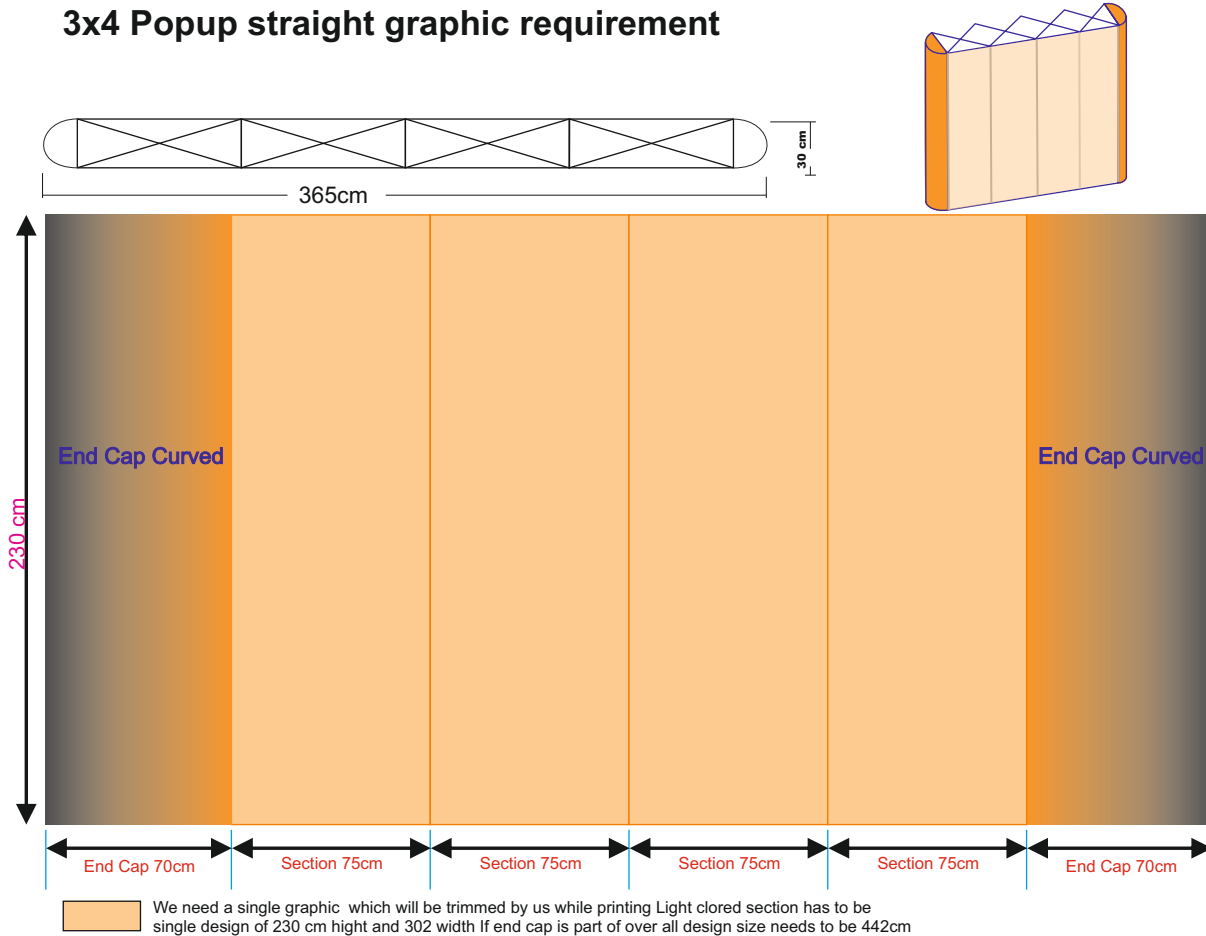 3x4 Popup straight graphic requirement
30 cm
365cm
End Cap Curved
End Cap Curved
230 cm
End Cap 70cm
Section 75cm
Section 75cm
Section 75cm
Section 75cm
End Cap 70cm
We need a single graphic which will be trimmed by us while printing Light clored section has to be
single design of 230 cm hight and 302 width If end cap is part of over all design size needs to be 442cm